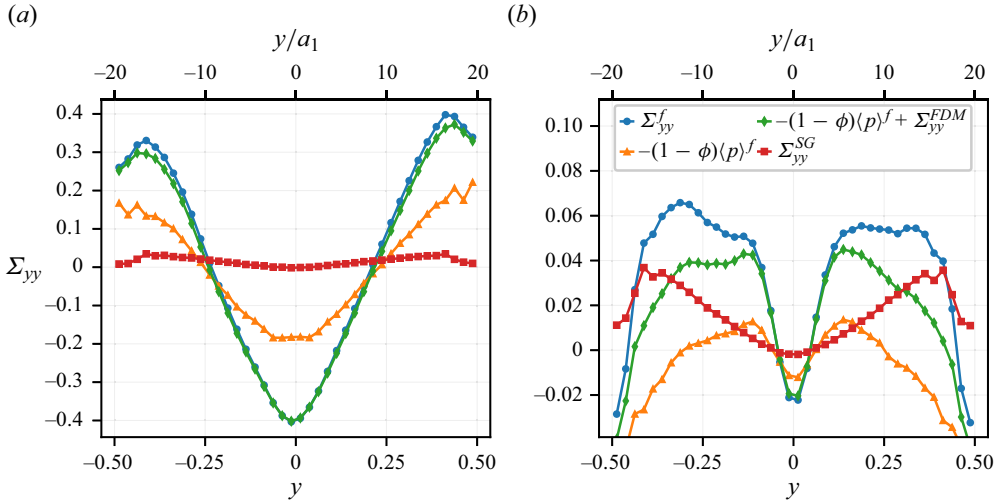 (a)
y/a₁
−20 −10 0 10 20
0.4
0.3
0.2
0.1
0
−0.1
−0.2
−0.3
−0.4
Σyy
−0.50 −0.25 0 0.25 0.50
y
(b)
y/a₁
−20 −10 0 10 20
Σ^f_yy −(1 − ϕ)⟨p⟩^f + Σ^FDM_yy
−(1 − ϕ)⟨p⟩^f Σ^SG_yy
0.10
0.08
0.06
0.04
0.02
0
−0.02
−0.50 −0.25 0 0.25 0.50
y